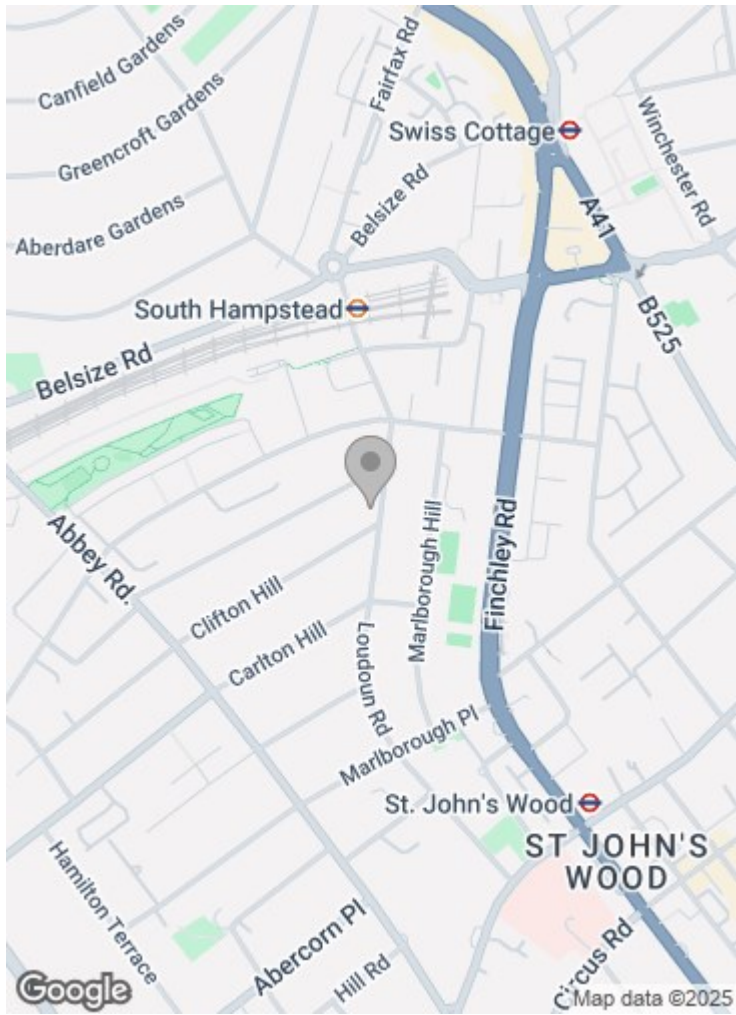 Canfield Gardens
Fairfax Rd
Greencroft Gardens
Swiss Cottage
Winchester Rd
Belsize Rd
A41
Aberdare Gardens
South Hampstead
B525
Belsize Rd
Abbey Rd.
Marlborough Hill
Finchley Rd
Clifton Hill
Carlton Hill
Loudoun Rd
Marlborough Pl
St. John's Wood
ST JOHN'S
WOOD
Hamilton Terrace
Abercorn Pl
Hill Rd
Circus Rd
Google
Map data ©2025